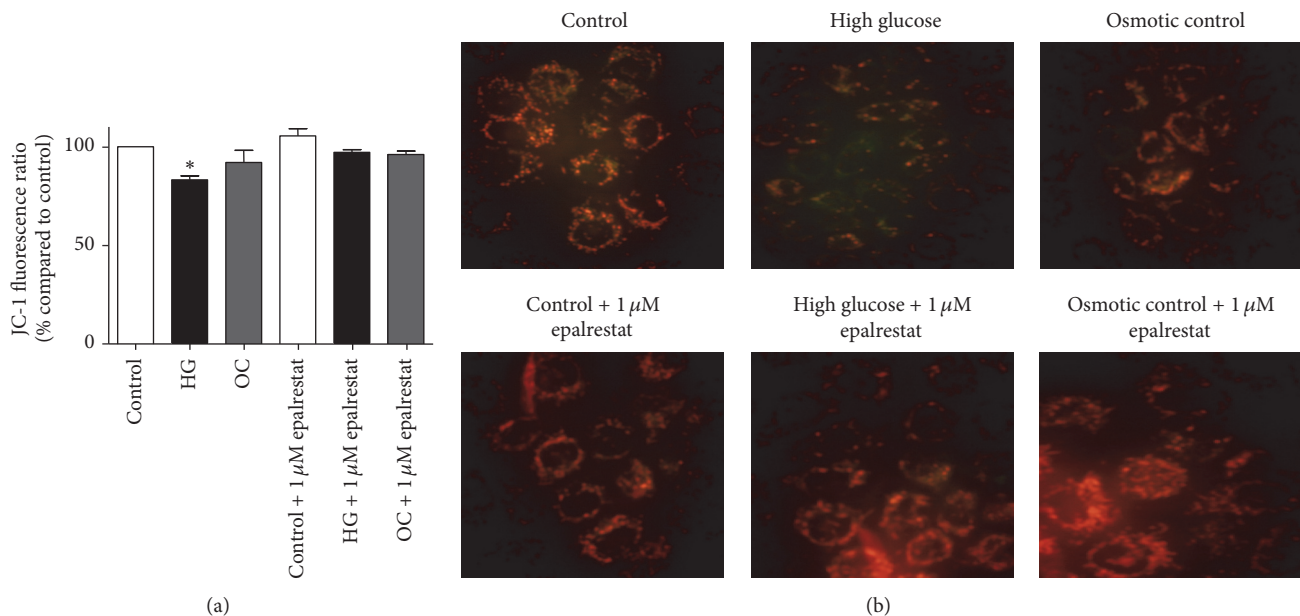 JC-1 fluorescence ratio
(% compared to control)
100
50
0
*
Control
HG
OC
Control + 1 μM epalrestat
HG + 1 μM epalrestat
OC + 1 μM epalrestat
(a)
Control
High glucose
Osmotic control
Control + 1 μM
epalrestat
High glucose + 1 μM
epalrestat
Osmotic control + 1 μM
epalrestat
(b)